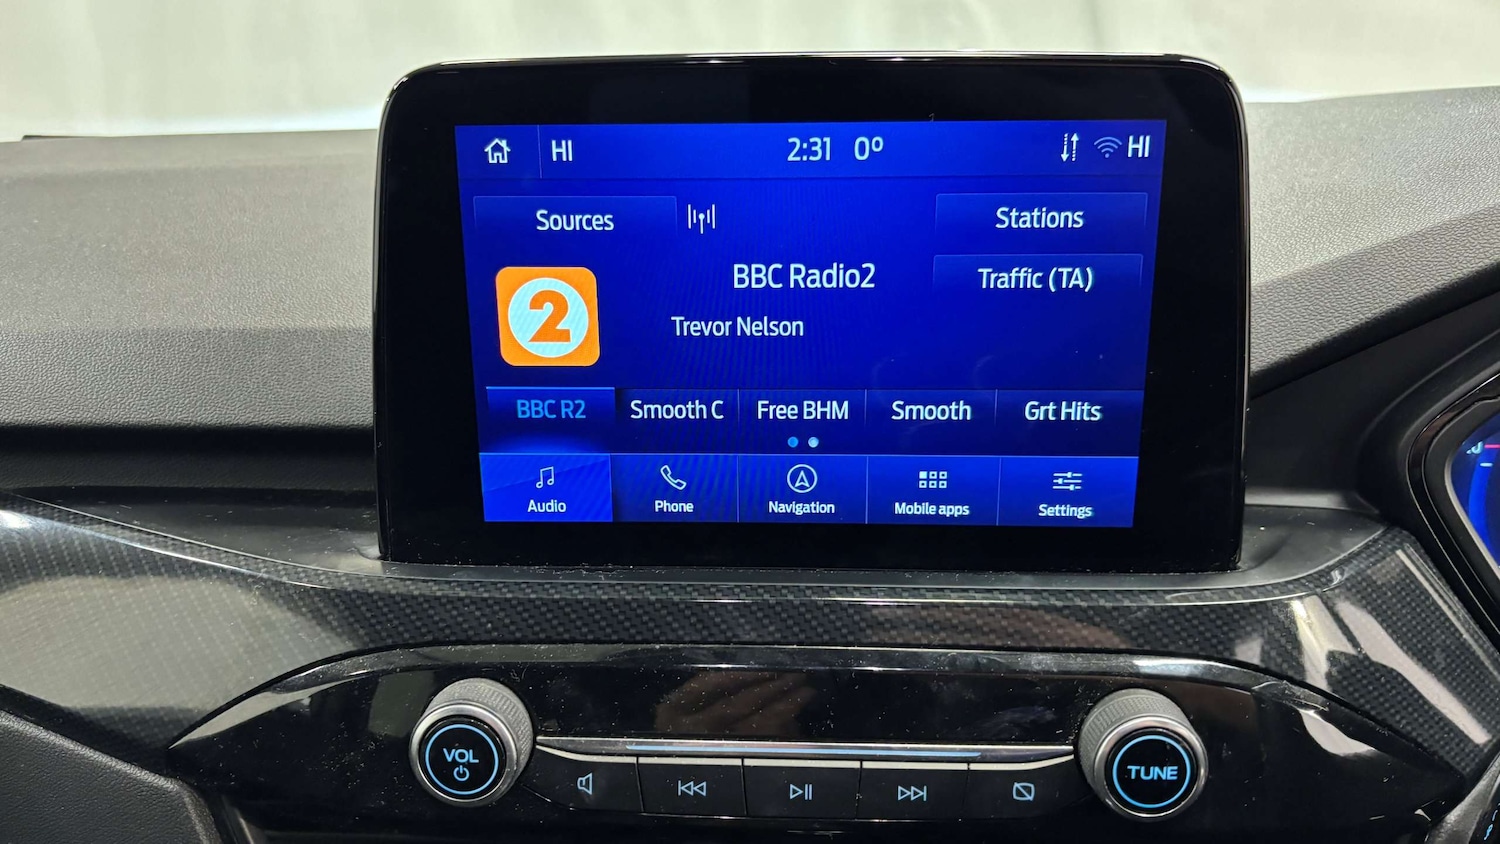 HI 2:31 0º HI
Sources Stations
BBC Radio2 Traffic (TA)
2
Trevor Nelson
BBC R2 Smooth C Free BHM Smooth Grt Hits
Audio Phone Navigation Mobile apps Settings
VOL
TUNE